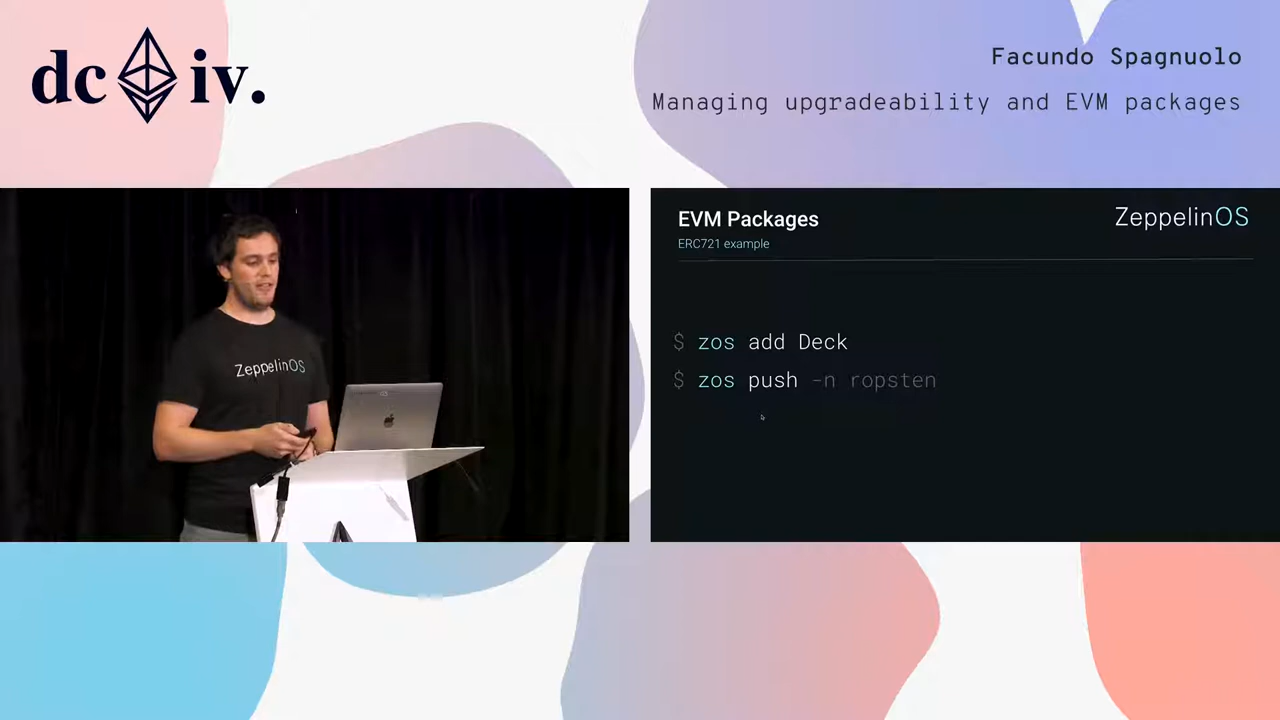 dc iv.
Facundo Spagnuolo
Managing upgradeability and EVM packages
ZeppelinOS
EVM Packages
ERC721 example
ZeppelinOS
$ zos add Deck
$ zos push -n ropsten